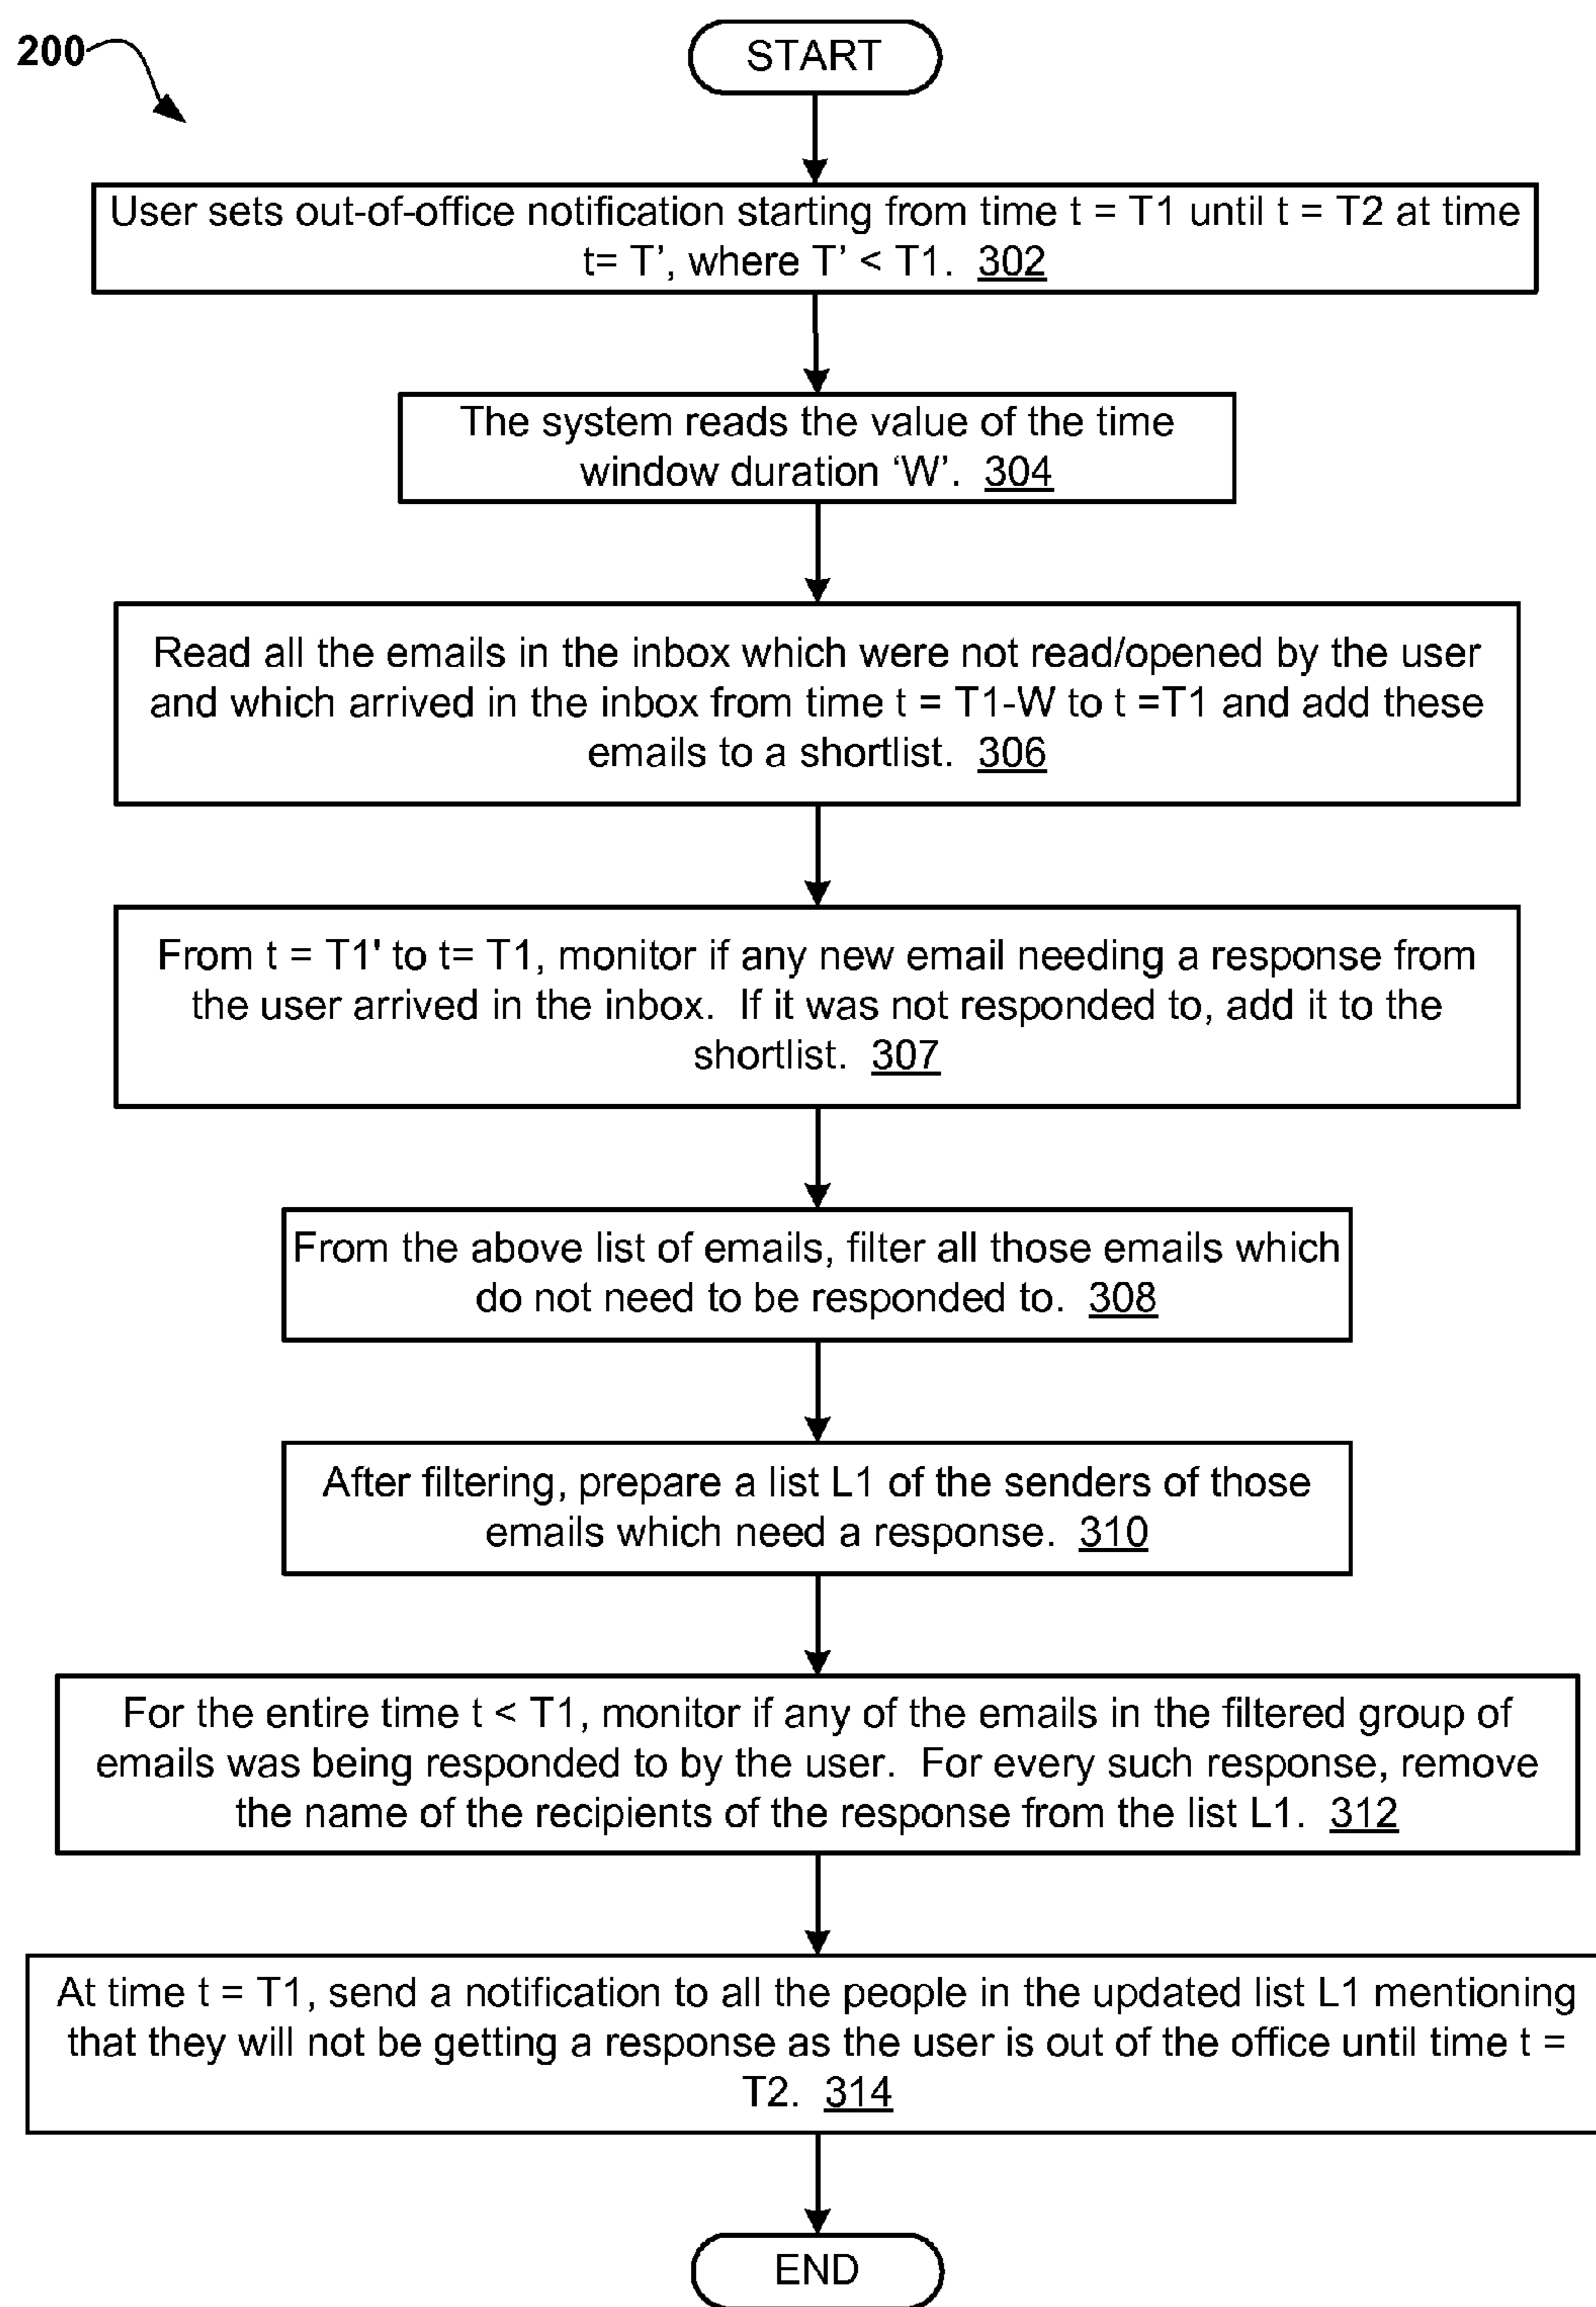 200
START
User sets out-of-office notification starting from time t = T1 until t = T2 at time
t= T’, where T’ < T1. 302
The system reads the value of the time
window duration ‘W’. 304
Read all the emails in the inbox which were not read/opened by the user
and which arrived in the inbox from time t = T1-W to t =T1 and add these
emails to a shortlist. 306
From t = T1' to t= T1, monitor if any new email needing a response from
the user arrived in the inbox. If it was not responded to, add it to the
shortlist. 307
From the above list of emails, filter all those emails which
do not need to be responded to. 308
After filtering, prepare a list L1 of the senders of those
emails which need a response. 310
For the entire time t < T1, monitor if any of the emails in the filtered group of
emails was being responded to by the user. For every such response, remove
the name of the recipients of the response from the list L1. 312
At time t = T1, send a notification to all the people in the updated list L1 mentioning
that they will not be getting a response as the user is out of the office until time t =
T2. 314
END